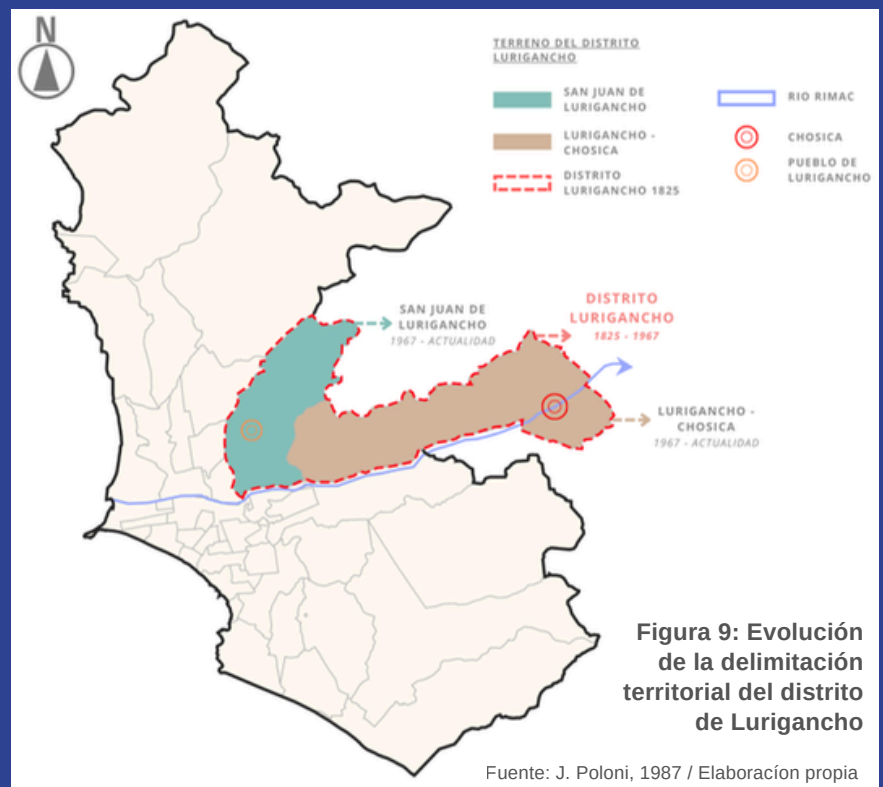 N
TERRENO DEL DISTRITO
LURIGANCHO
SAN JUAN DE
LURIGANCHO
LURIGANCHO -
CHOSICA
DISTRITO
LURIGANCHO 1825
RIO RIMAC
CHOSICA
PUEBLO DE
LURIGANCHO
SAN JUAN DE
LURIGANCHO
1967 - ACTUALIDAD
DISTRITO
LURIGANCHO
1825 - 1967
LURIGANCHO -
CHOSICA
1967 - ACTUALIDAD
Figura 9: Evolución
de la delimitación
territorial del distrito
de Lurigancho
Fuente: J. Poloni, 1987 / Elaboracíon propia